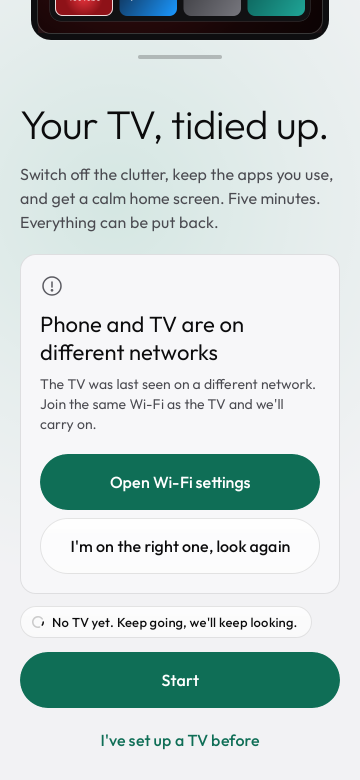 Your TV, tidied up.
Switch off the clutter, keep the apps you use,
and get a calm home screen. Five minutes.
Everything can be put back.
Phone and TV are on
different networks
The TV was last seen on a different network.
Join the same Wi-Fi as the TV and we'll
carry on.
Open Wi-Fi settings
I'm on the right one, look again
No TV yet. Keep going, we'll keep looking.
Start
I've set up a TV before